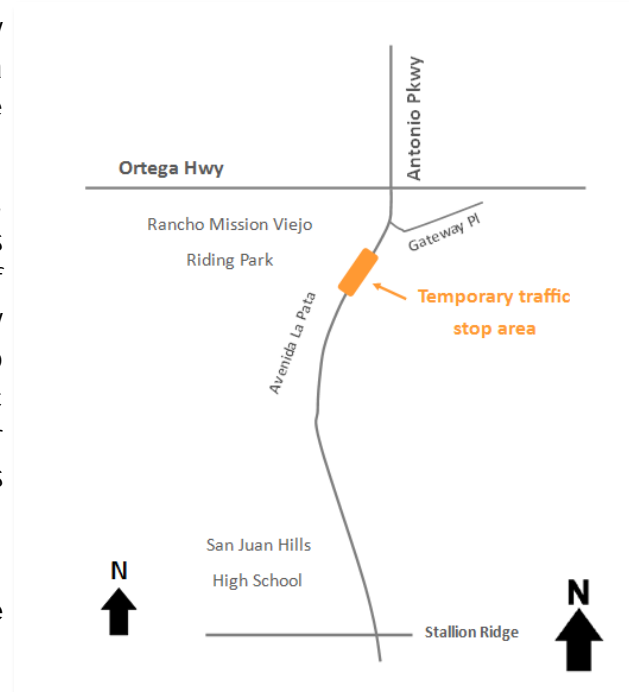 Antonio Pkwy
Ortega Hwy
Rancho Mission Viejo
Riding Park
Gateway Pl
Temporary traffic
stop area
Avenida La Pata
San Juan Hills
High School
N
N
Stallion Ridge